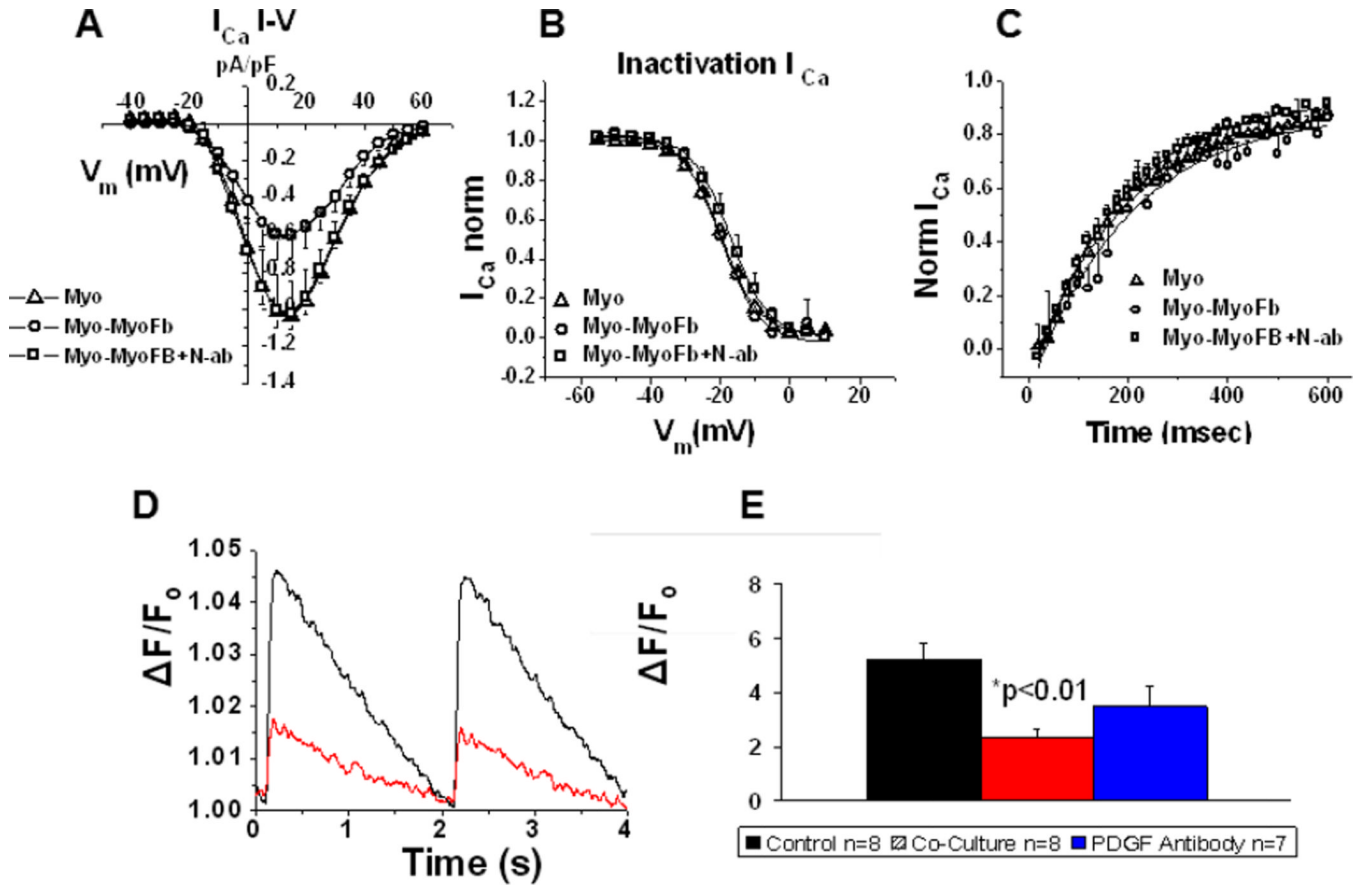 A
I Ca I-V
pA/pF
0.2
-40 -20 20 40 60
-0.2
-0.4
-0.6
-0.8
-1.0
-1.2
-1.4
Vm (mV)
Myo
Myo-MyoFb
Myo-MyoFB+N-ab
B
Inactivation I Ca
1.2
1.0
0.8
0.6
0.4
0.2
0.0
-0.2
ICa norm
Myo
Myo-MyoFb
Myo-MyoFb+N-ab
-60 -40 -20 0 20
Vm(mV)
C
1.0
0.8
0.6
0.4
0.2
0.0
Norm ICa
Myo
Myo-MyoFb
Myo-MyoFB+N-ab
0 200 400 600
Time (msec)
D
1.05
1.04
1.03
1.02
1.01
1.00
ΔF/Fo
0 1 2 3 4
Time (s)
E
8
6
4
2
0
ΔF/Fo
*p<0.01
Control n=8 Co-Culture n=8 PDGF Antibody n=7